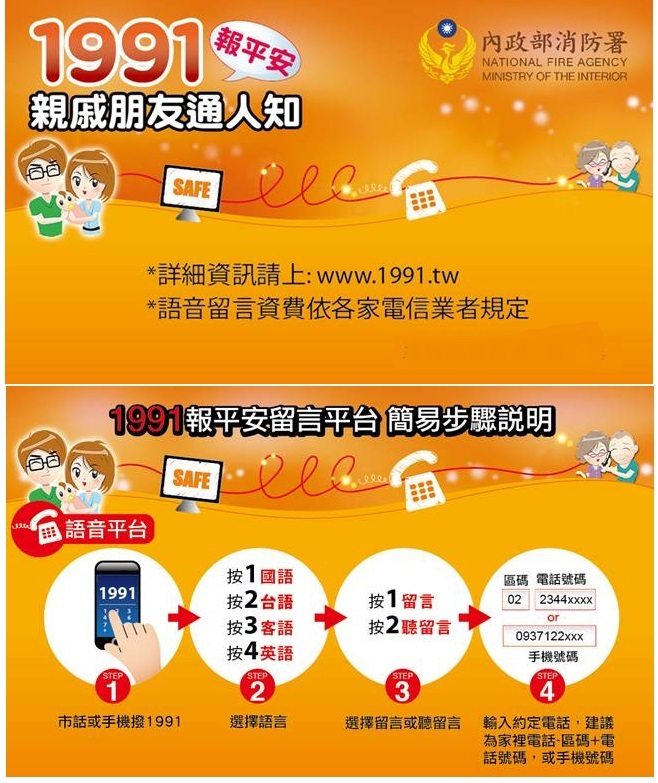 1991
報平安
親戚朋友通人知
內政部消防署
NATIONAL FIRE AGENCY
MINISTRY OF THE INTERIOR
SAFE
*詳細資訊請上: www.1991.tw
*語音留言資費依各家電信業者規定
1991報平安留言平台 簡易步驟説明
SAFE
語音平台
1991
STEP
1
市話或手機撥1991
按1國語
按2台語
按3客語
按4英語
STEP
2
選擇語言
按1留言
按2聽留言
STEP
3
選擇留言或聽留言
區碼 電話號碼
02 2344xxxx
or
0937122xxx
手機號碼
STEP
4
輸入約定電話，建議
為家裡電話-區碼+電
話號碼，或手機號碼